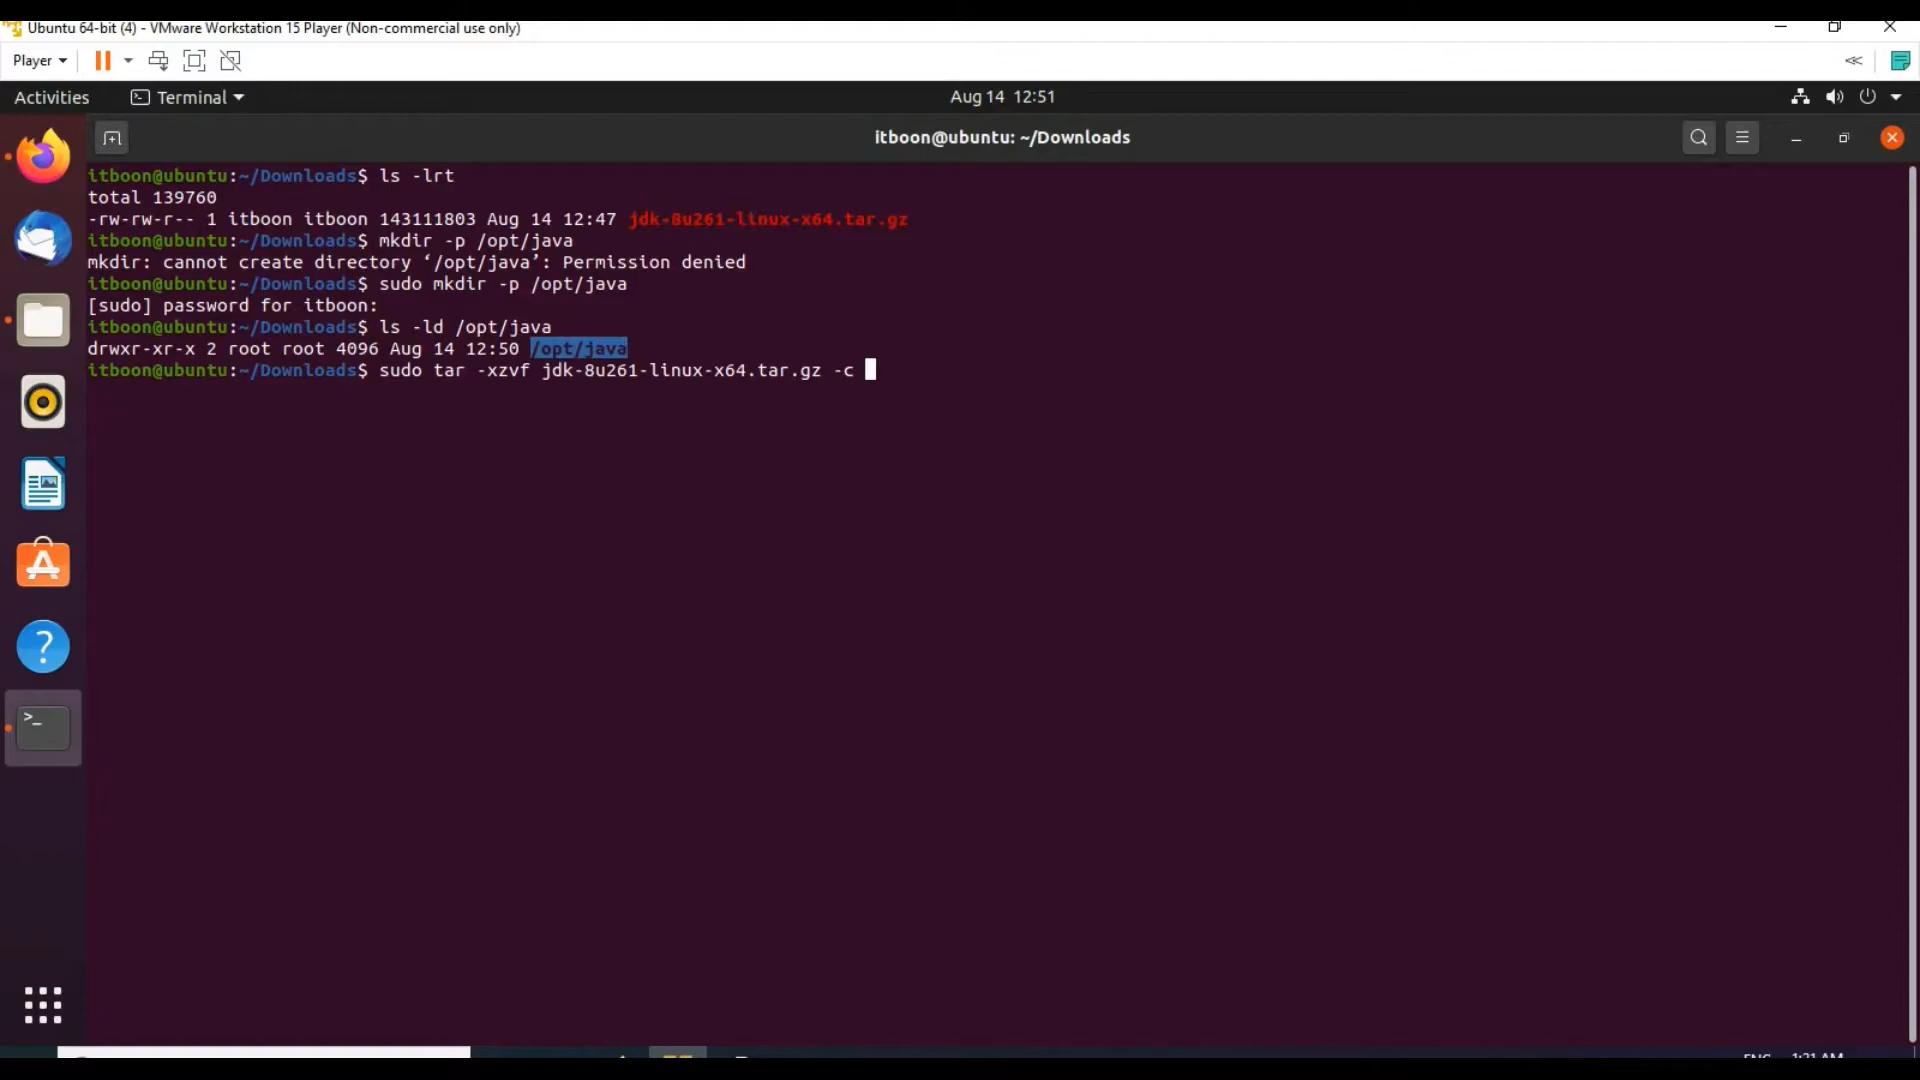 Ubuntu 64-bit (4) - VMware Workstation 15 Player (Non-commercial use only)
Player
Activities
Terminal
Aug 14 12:51
itboon@ubuntu: ~/Downloads
itboon@ubuntu:~/Downloads$ ls -lrt
total 139760
-rw-rw-r-- 1 itboon itboon 143111803 Aug 14 12:47 jdk-8u261-linux-x64.tar.gz
itboon@ubuntu:~/Downloads$ mkdir -p /opt/java
mkdir: cannot create directory ‘/opt/java’: Permission denied
itboon@ubuntu:~/Downloads$ sudo mkdir -p /opt/java
[sudo] password for itboon:
itboon@ubuntu:~/Downloads$ ls -ld /opt/java
drwxr-xr-x 2 root root 4096 Aug 14 12:50 /opt/java
itboon@ubuntu:~/Downloads$ sudo tar -xzvf jdk-8u261-linux-x64.tar.gz -c
ENG 1:21 AM